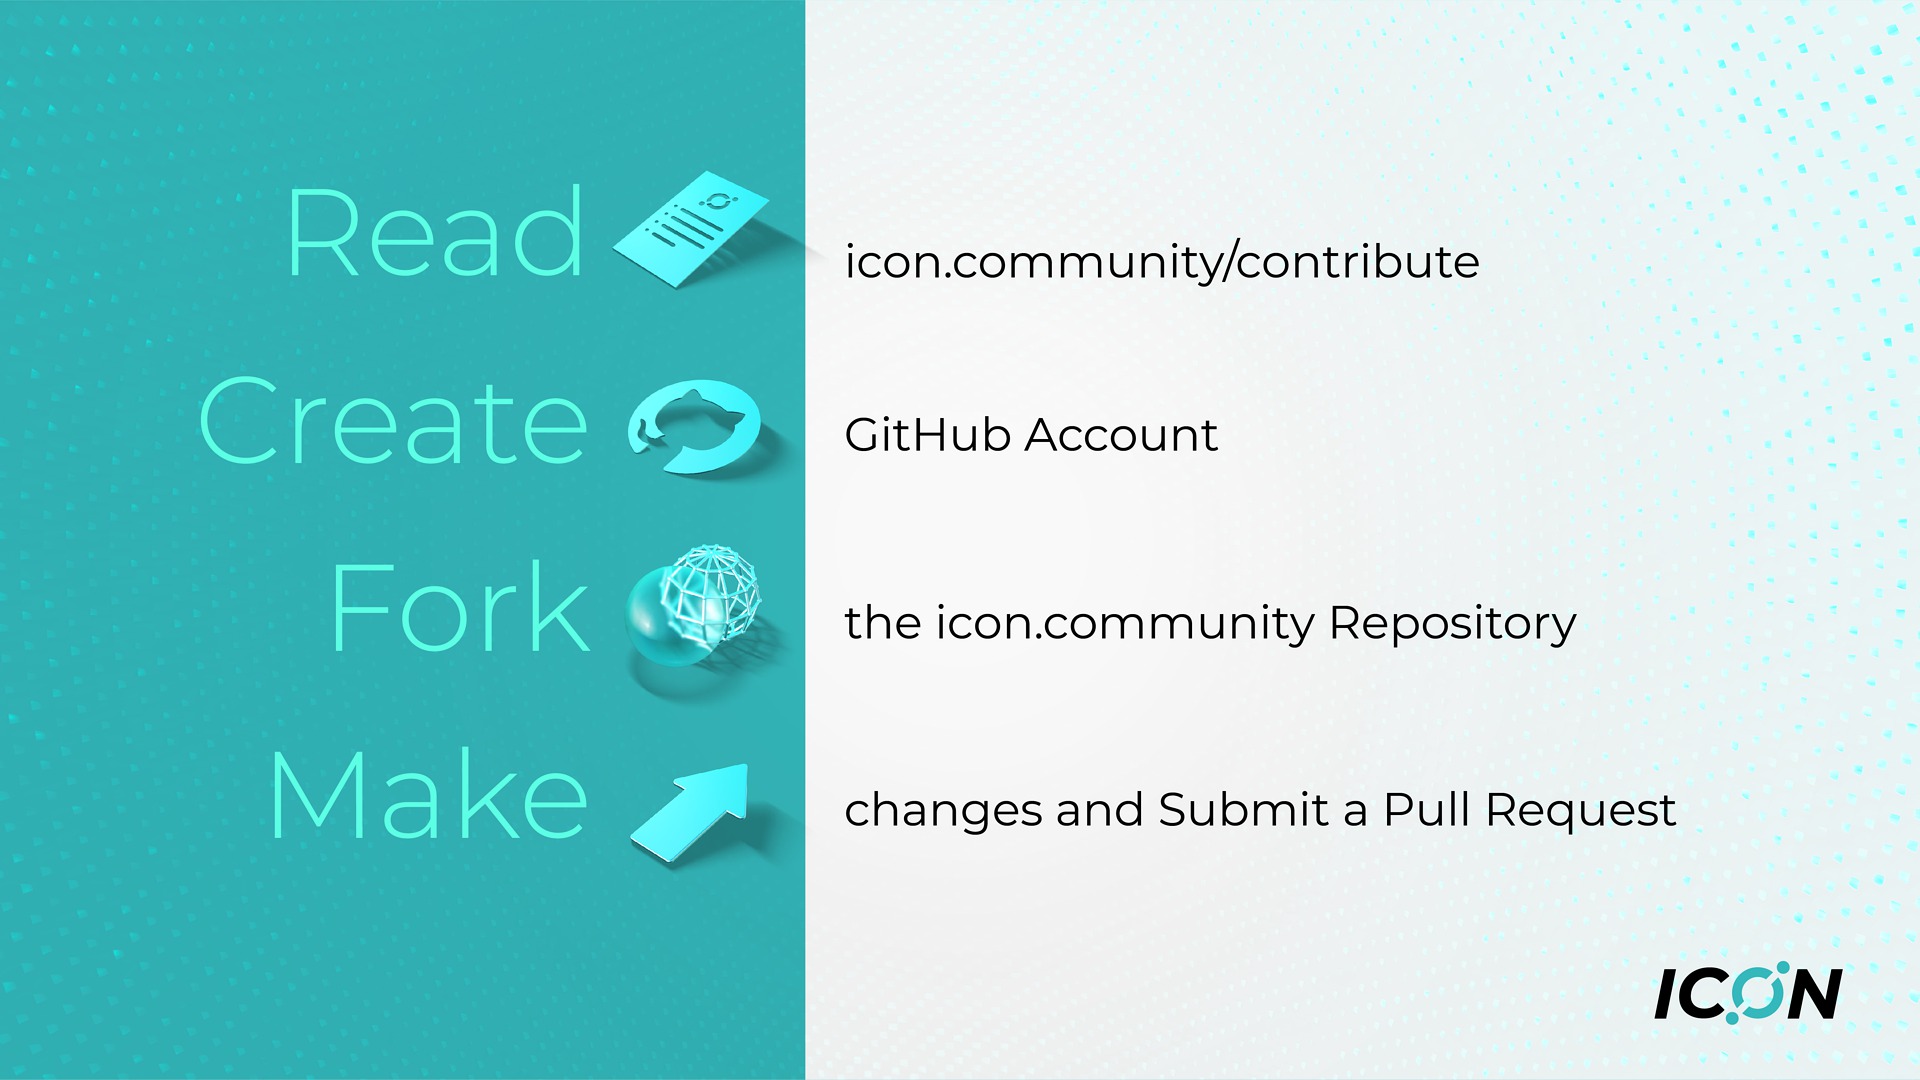 Read icon.community/contribute
Create GitHub Account
Fork the icon.community Repository
Make changes and Submit a Pull Request
ICON